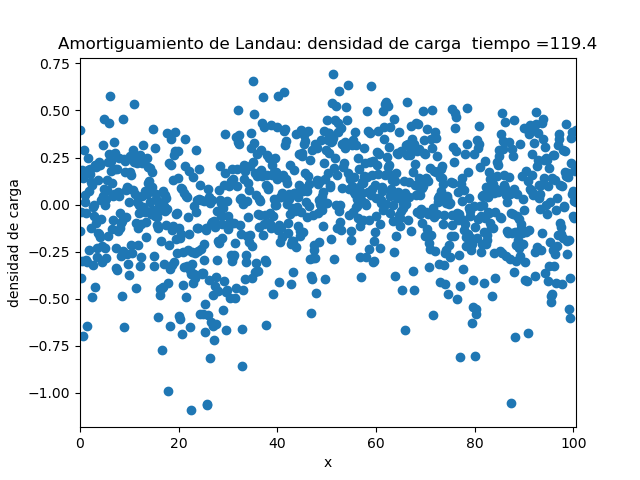 Amortiguamiento de Landau: densidad de carga  tiempo =119.4
0.75
0.50
0.25
0.00
−0.25
−0.50
−0.75
−1.00
densidad de carga
0 20 40 60 80 100
x